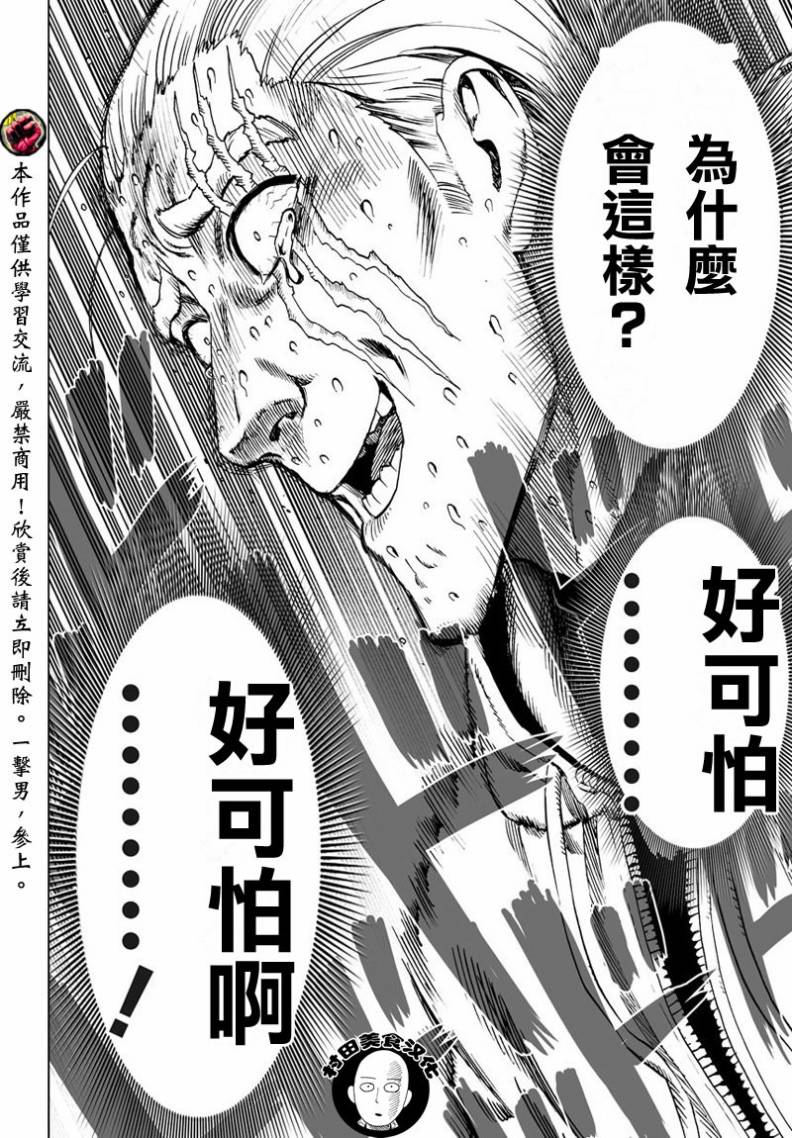 為什麼
會這樣？
好可怕
⋯⋯⋯
好可怕啊
⋯⋯⋯！
本作品僅供學習交流，嚴禁商用！欣賞後請立即刪除。一擊男，參上。
村田美食汉化